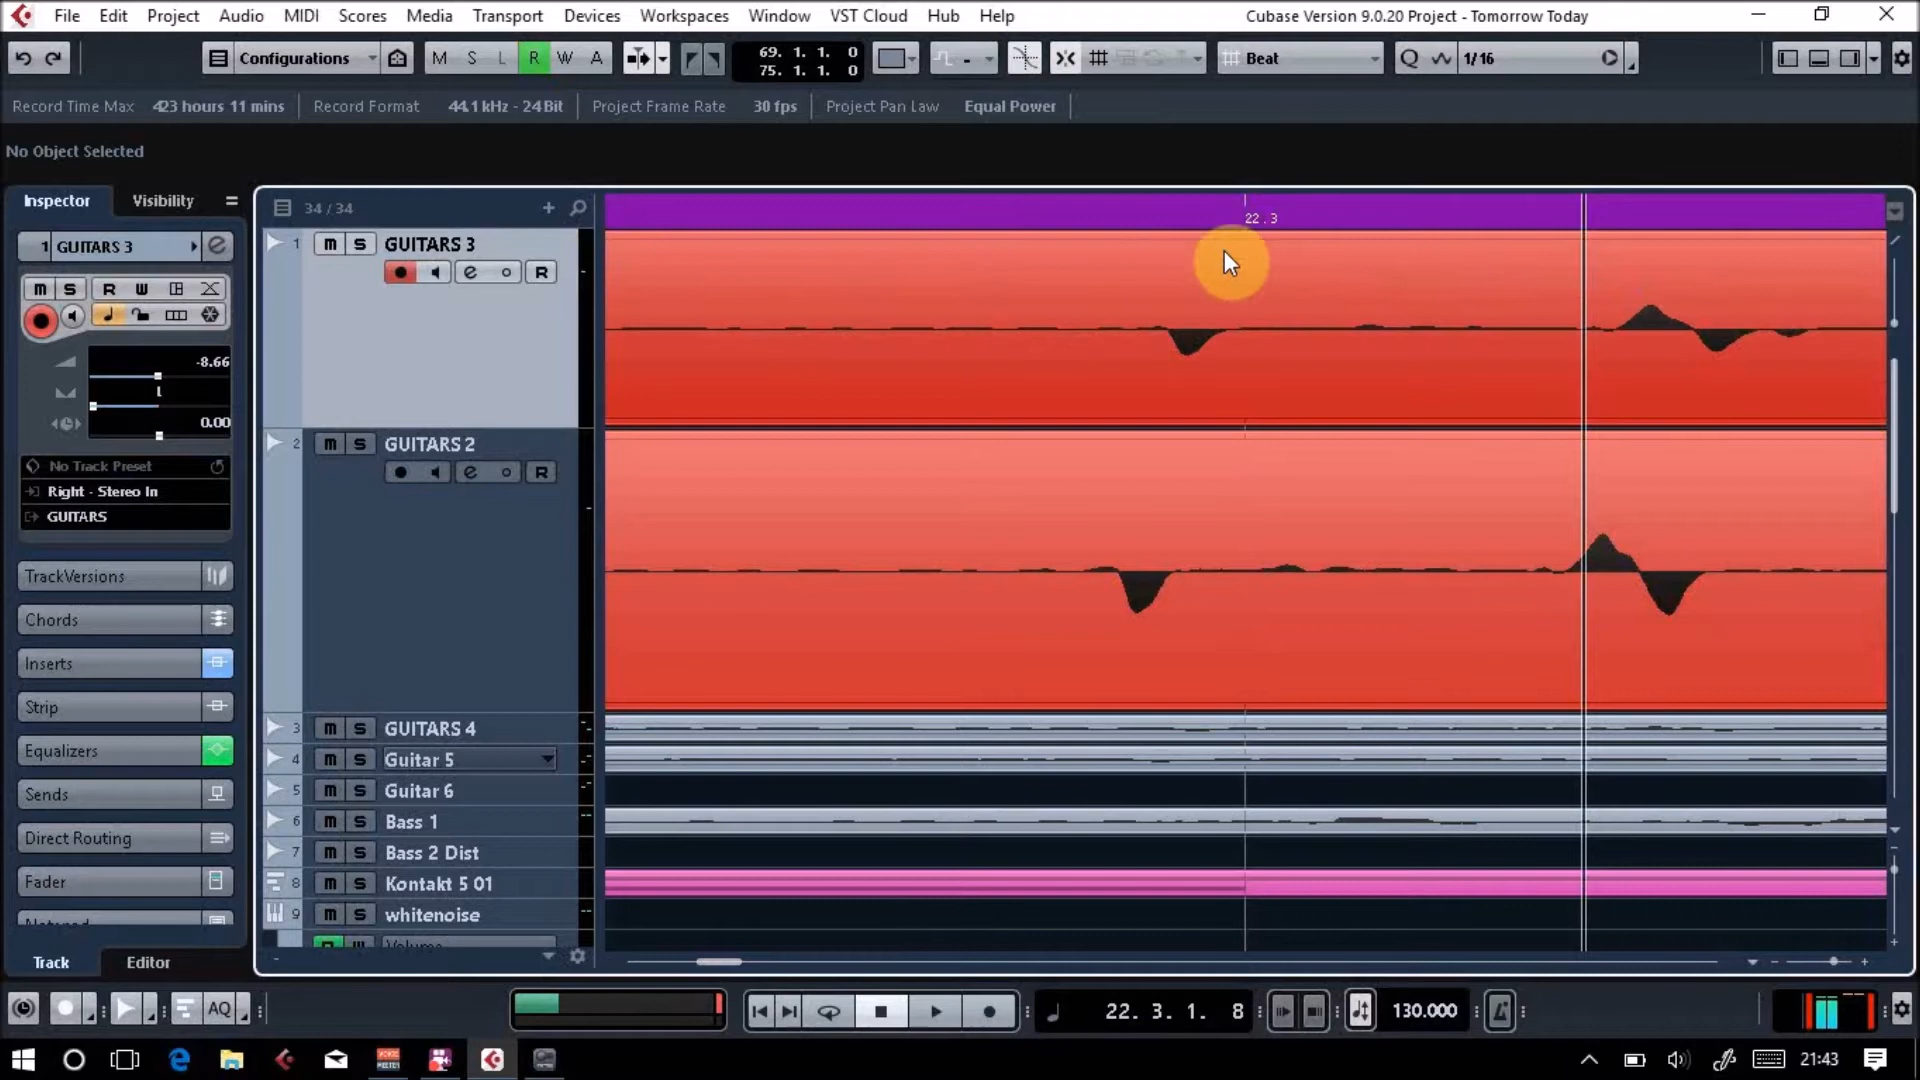 File Edit Project Audio MIDI Scores Media Transport Devices Workspaces Window VST Cloud Hub Help Cubase Version 9.0.20 Project - Tomorrow Today
Configurations M S L R W A 69. 1. 1. 0 Beat Q 1/16
75. 1. 1. 0
Record Time Max 423 hours 11 mins Record Format 44.1 kHz - 24 Bit Project Frame Rate 30 fps Project Pan Law Equal Power
No Object Selected
Inspector Visibility 34 / 34
22 . 3
1 GUITARS 3 e
1 m S GUITARS 3
e R
m S R W
-8.66
L
0.00
No Track Preset
Right - Stereo In
GUITARS
2 m S GUITARS 2
e R
TrackVersions
Chords
Inserts
Strip
Equalizers
Sends
Direct Routing
Fader
Notepad
3 m S GUITARS 4
4 m S Guitar 5
5 m S Guitar 6
6 m S Bass 1
7 m S Bass 2 Dist
8 m S Kontakt 5 01
9 m S whitenoise
Volume
Track Editor
AQ 22. 3. 1. 8 130.000
21:43